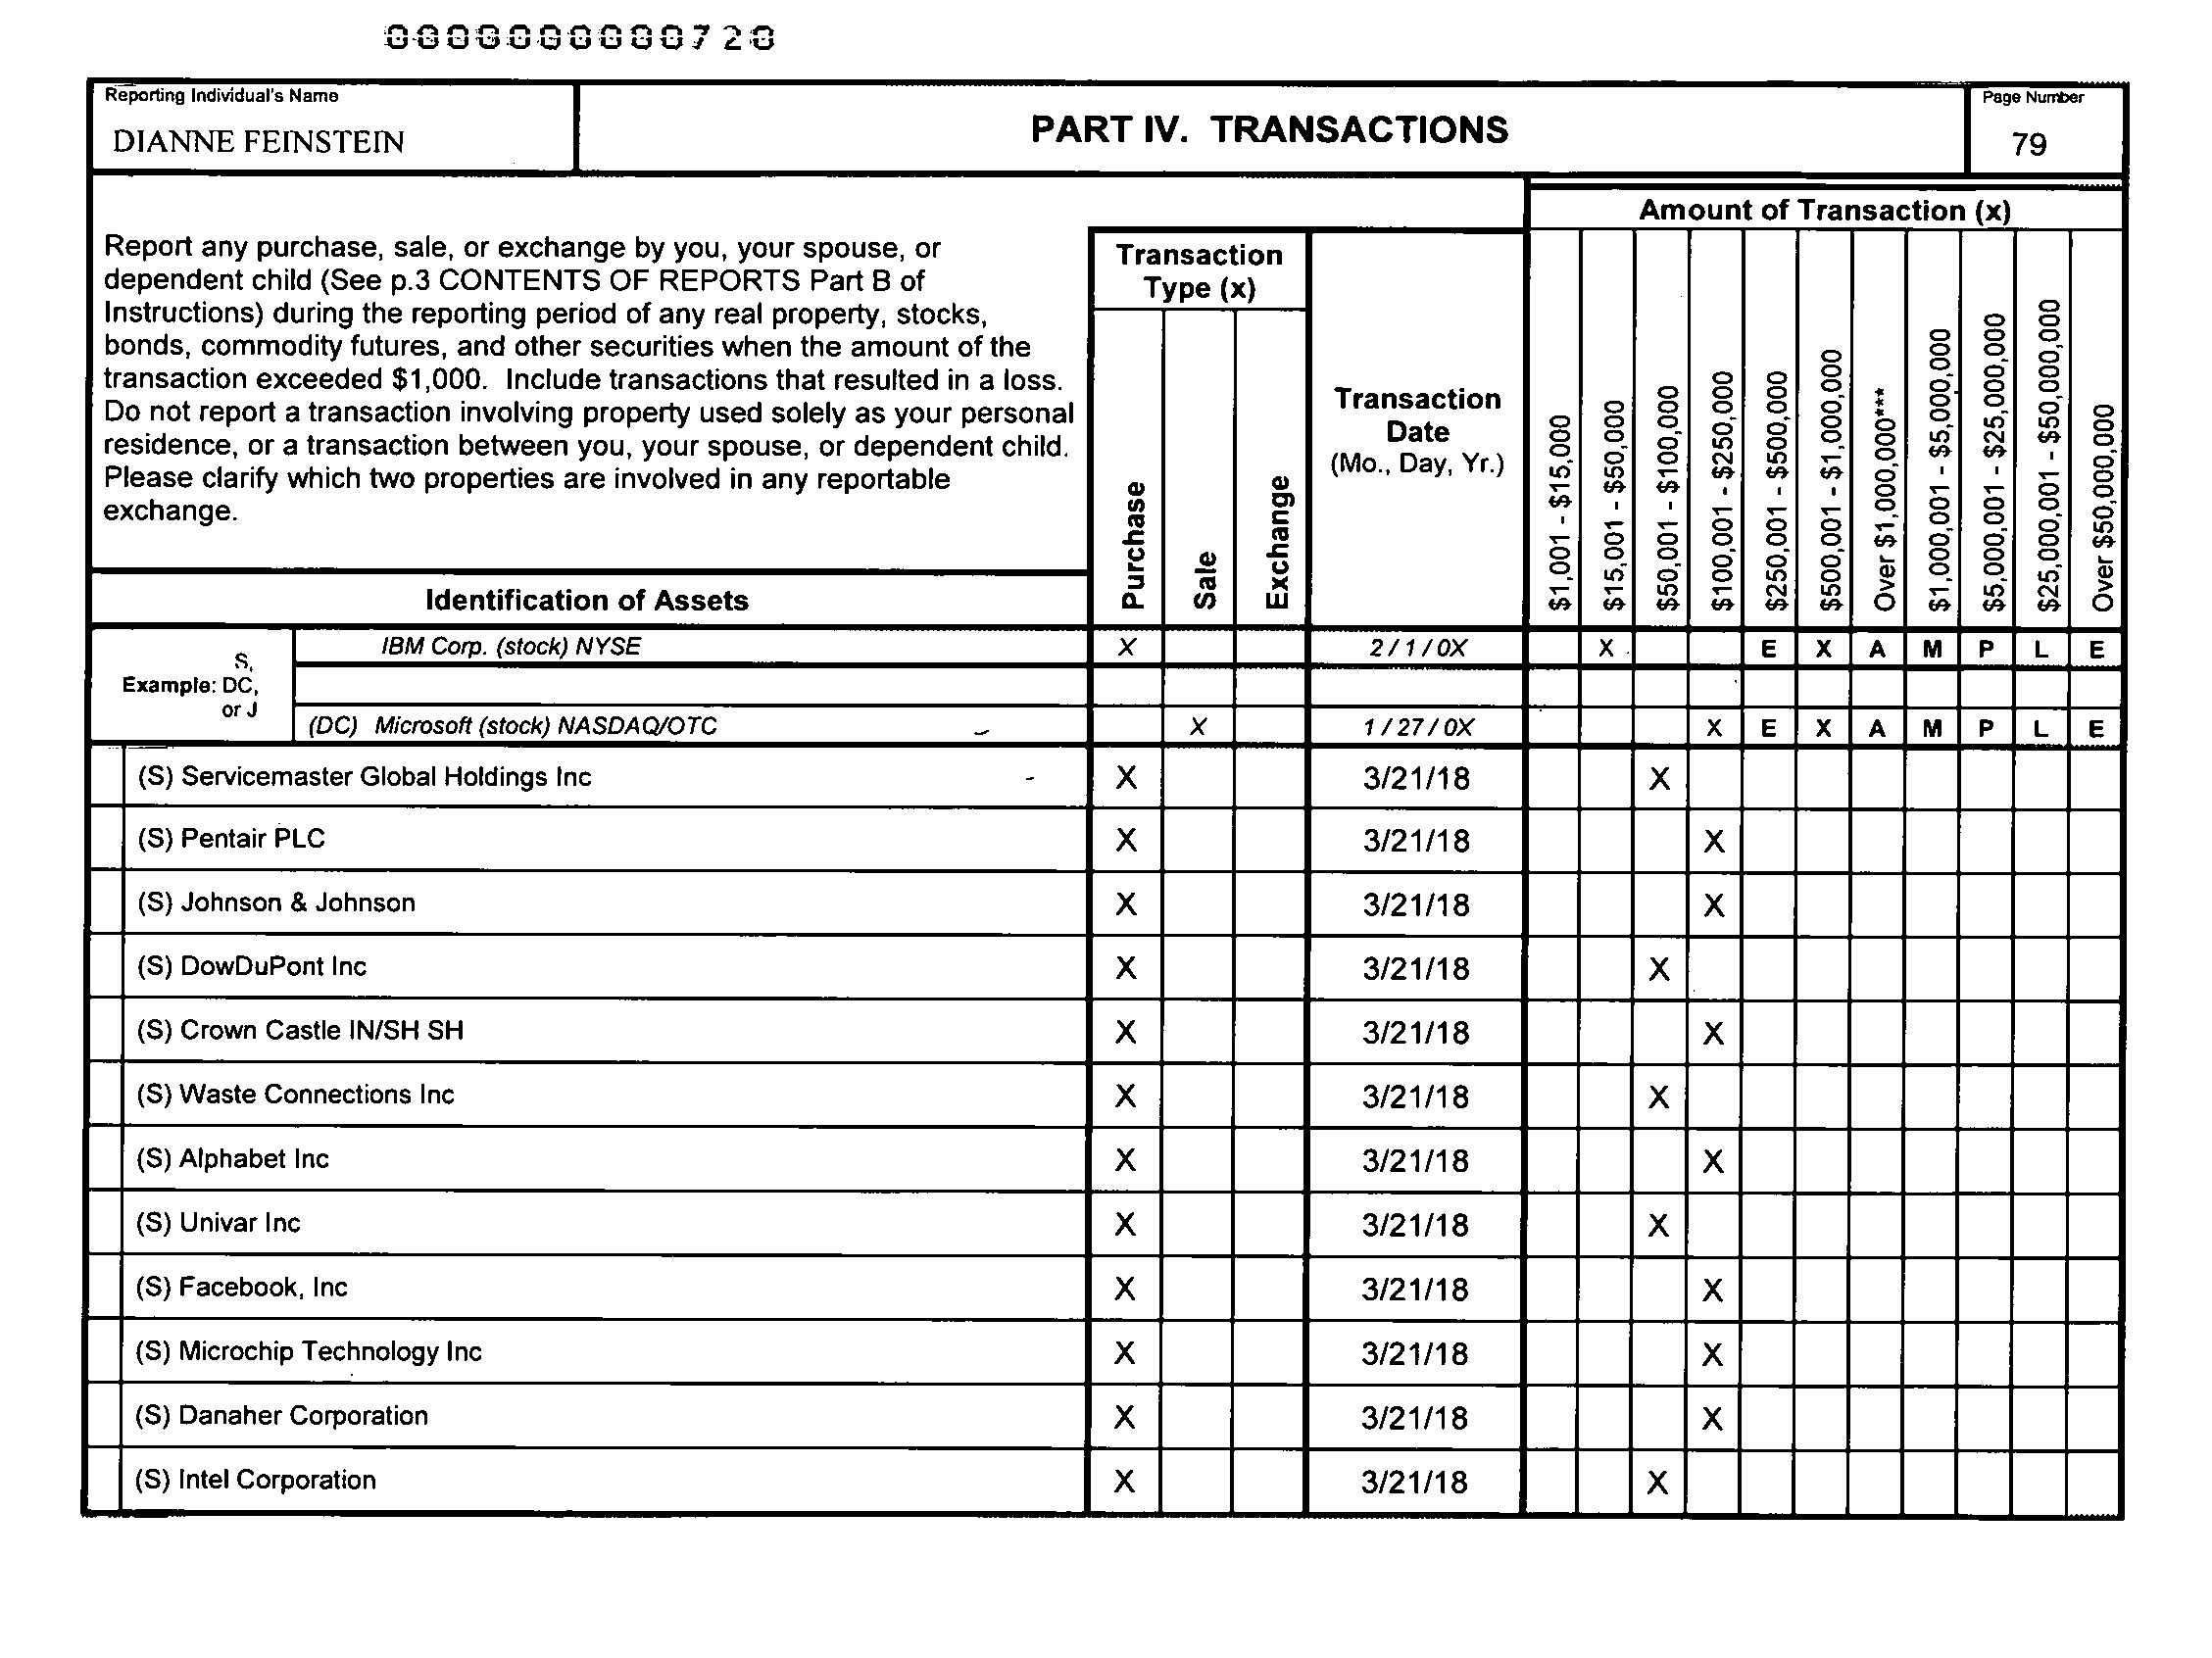 000000000720
Reporting Individual's Name
DIANNE FEINSTEIN
PART IV. TRANSACTIONS
Page Number
79
Report any purchase, sale, or exchange by you, your spouse, or
dependent child (See p.3 CONTENTS OF REPORTS Part B of
Instructions) during the reporting period of any real property, stocks,
bonds, commodity futures, and other securities when the amount of the
transaction exceeded $1,000. Include transactions that resulted in a loss.
Do not report a transaction involving property used solely as your personal
residence, or a transaction between you, your spouse, or dependent child.
Please clarify which two properties are involved in any reportable
exchange.
Identification of Assets
Transaction
Type (x)
Purchase
Sale
Exchange
Transaction
Date
(Mo., Day, Yr.)
Amount of Transaction (x)
$1,001 - $15,000
$15,001 - $50,000
$50,001 - $100,000
$100,001 - $250,000
$250,001 - $500,000
$500,001 - $1,000,000
Over $1,000,000***
$1,000,001 - $5,000,000
$5,000,001 - $25,000,000
$25,000,001 - $50,000,000
Over $50,000,000
S,
Example: DC,
or J
IBM Corp. (stock) NYSE X 2/1/0X X E X A M P L E
(DC) Microsoft (stock) NASDAQ/OTC X 1/27/0X X E X A M P L E
(S) Servicemaster Global Holdings Inc X 3/21/18 X
(S) Pentair PLC X 3/21/18 X
(S) Johnson & Johnson X 3/21/18 X
(S) DowDuPont Inc X 3/21/18 X
(S) Crown Castle IN/SH SH X 3/21/18 X
(S) Waste Connections Inc X 3/21/18 X
(S) Alphabet Inc X 3/21/18 X
(S) Univar Inc X 3/21/18 X
(S) Facebook, Inc X 3/21/18 X
(S) Microchip Technology Inc X 3/21/18 X
(S) Danaher Corporation X 3/21/18 X
(S) Intel Corporation X 3/21/18 X